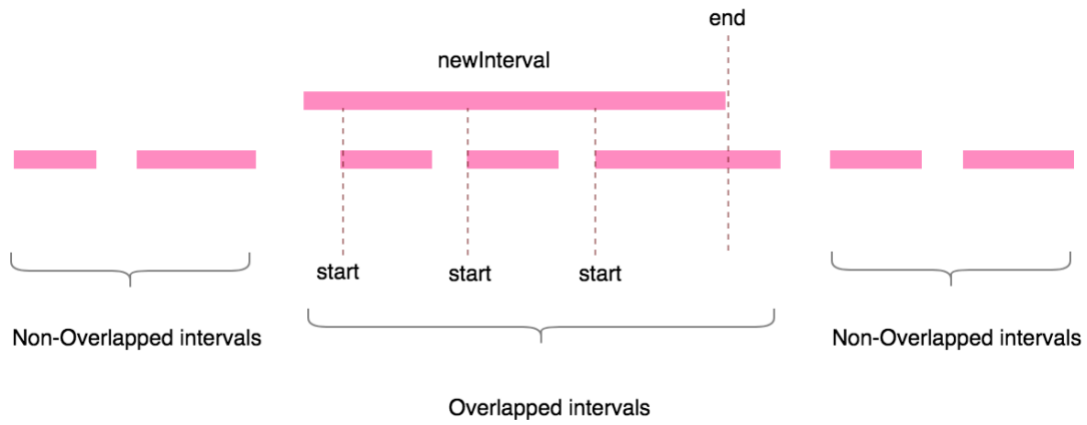 end
newInterval
start
start
start
Non-Overlapped intervals
Non-Overlapped intervals
Overlapped intervals